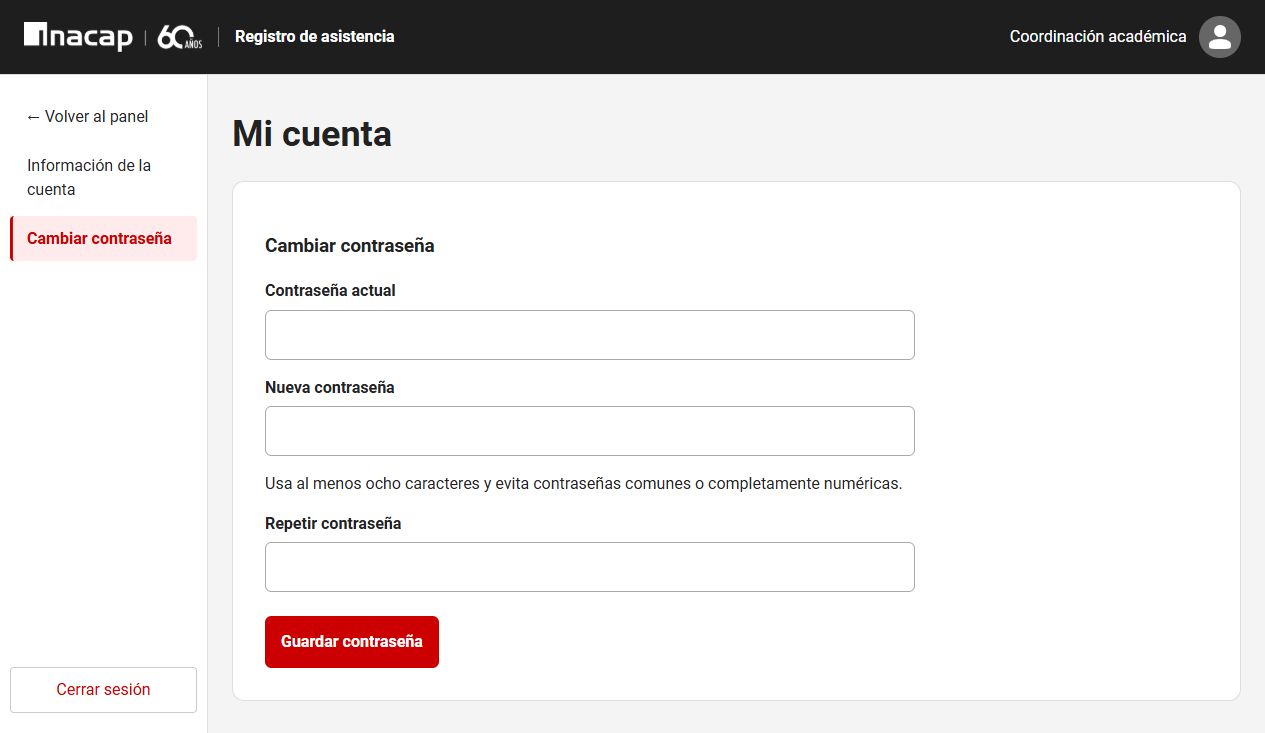 Inacap | 60 AÑOS
Registro de asistencia
Coordinación académica
← Volver al panel
Información de la
cuenta
Cambiar contraseña
Cerrar sesión
Mi cuenta
Cambiar contraseña
Contraseña actual
Nueva contraseña
Usa al menos ocho caracteres y evita contraseñas comunes o completamente numéricas.
Repetir contraseña
Guardar contraseña